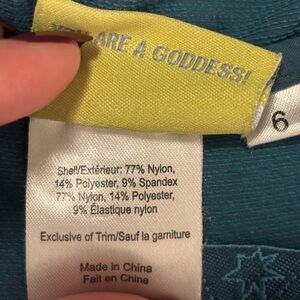 YOU ARE A GODDESS!
6
Shell/Extérieur: 77% Nylon,
14% Polyester, 9% Spandex
77% Nylon, 14% Polyester,
9% Élastique nylon
Exclusive of Trim/Sauf la garniture
Made in China
Fait en Chine